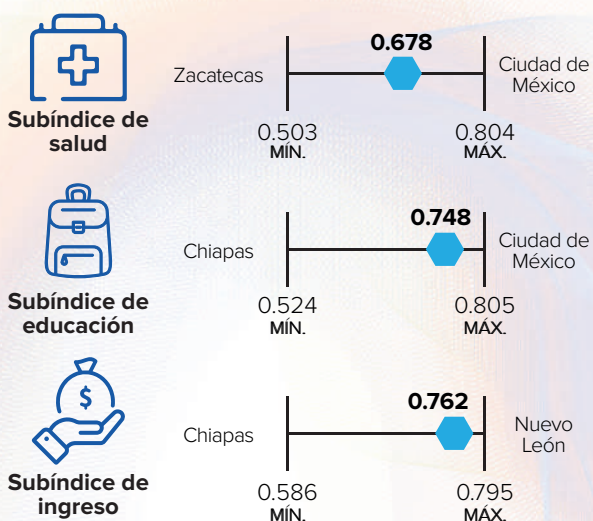 0.678
Zacatecas
Ciudad de
México
Subíndice de
salud
0.503
MÍN.
0.804
MÁX.
0.748
Chiapas
Ciudad de
México
Subíndice de
educación
0.524
MÍN.
0.805
MÁX.
$
0.762
Chiapas
Nuevo
León
Subíndice de
ingreso
0.586
MÍN.
0.795
MÁX.